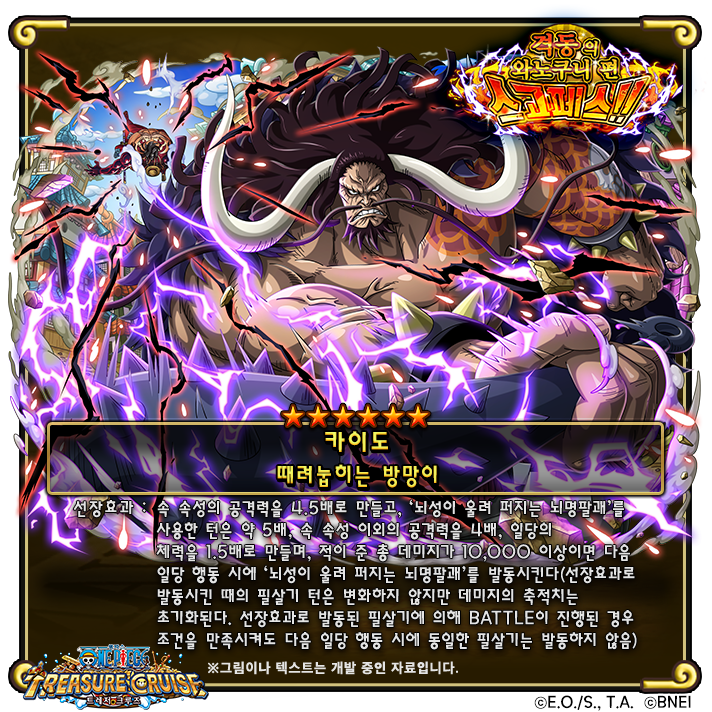 격동의
와노쿠니 편
스고페스!!
★★★★★★
카이도
때려눕히는 방망이
선장효과 : 속 속성의 공격력을 4.5배로 만들고, ‘뇌성이 울려 퍼지는 뇌명팔괘’를
사용한 턴은 약 5배, 속 속성 이외의 공격력을 4배, 일당의
체력을 1.5배로 만들며, 적이 준 총 데미지가 10,000 이상이면 다음
일당 행동 시에 ‘뇌성이 울려 퍼지는 뇌명팔괘’를 발동시킨다(선장효과로
발동시킨 때의 필살기 턴은 변화하지 않지만 데미지의 축적치는
초기화된다. 선장효과로 발동된 필살기에 의해 BATTLE이 진행된 경우
조건을 만족시켜도 다음 일당 행동 시에 동일한 필살기는 발동하지 않음)
※그림이나 텍스트는 개발 중인 자료입니다.
ONE PIECE
TREASURE CRUISE
트레저 크루즈
©E.O./S., T.A. ©BNEI